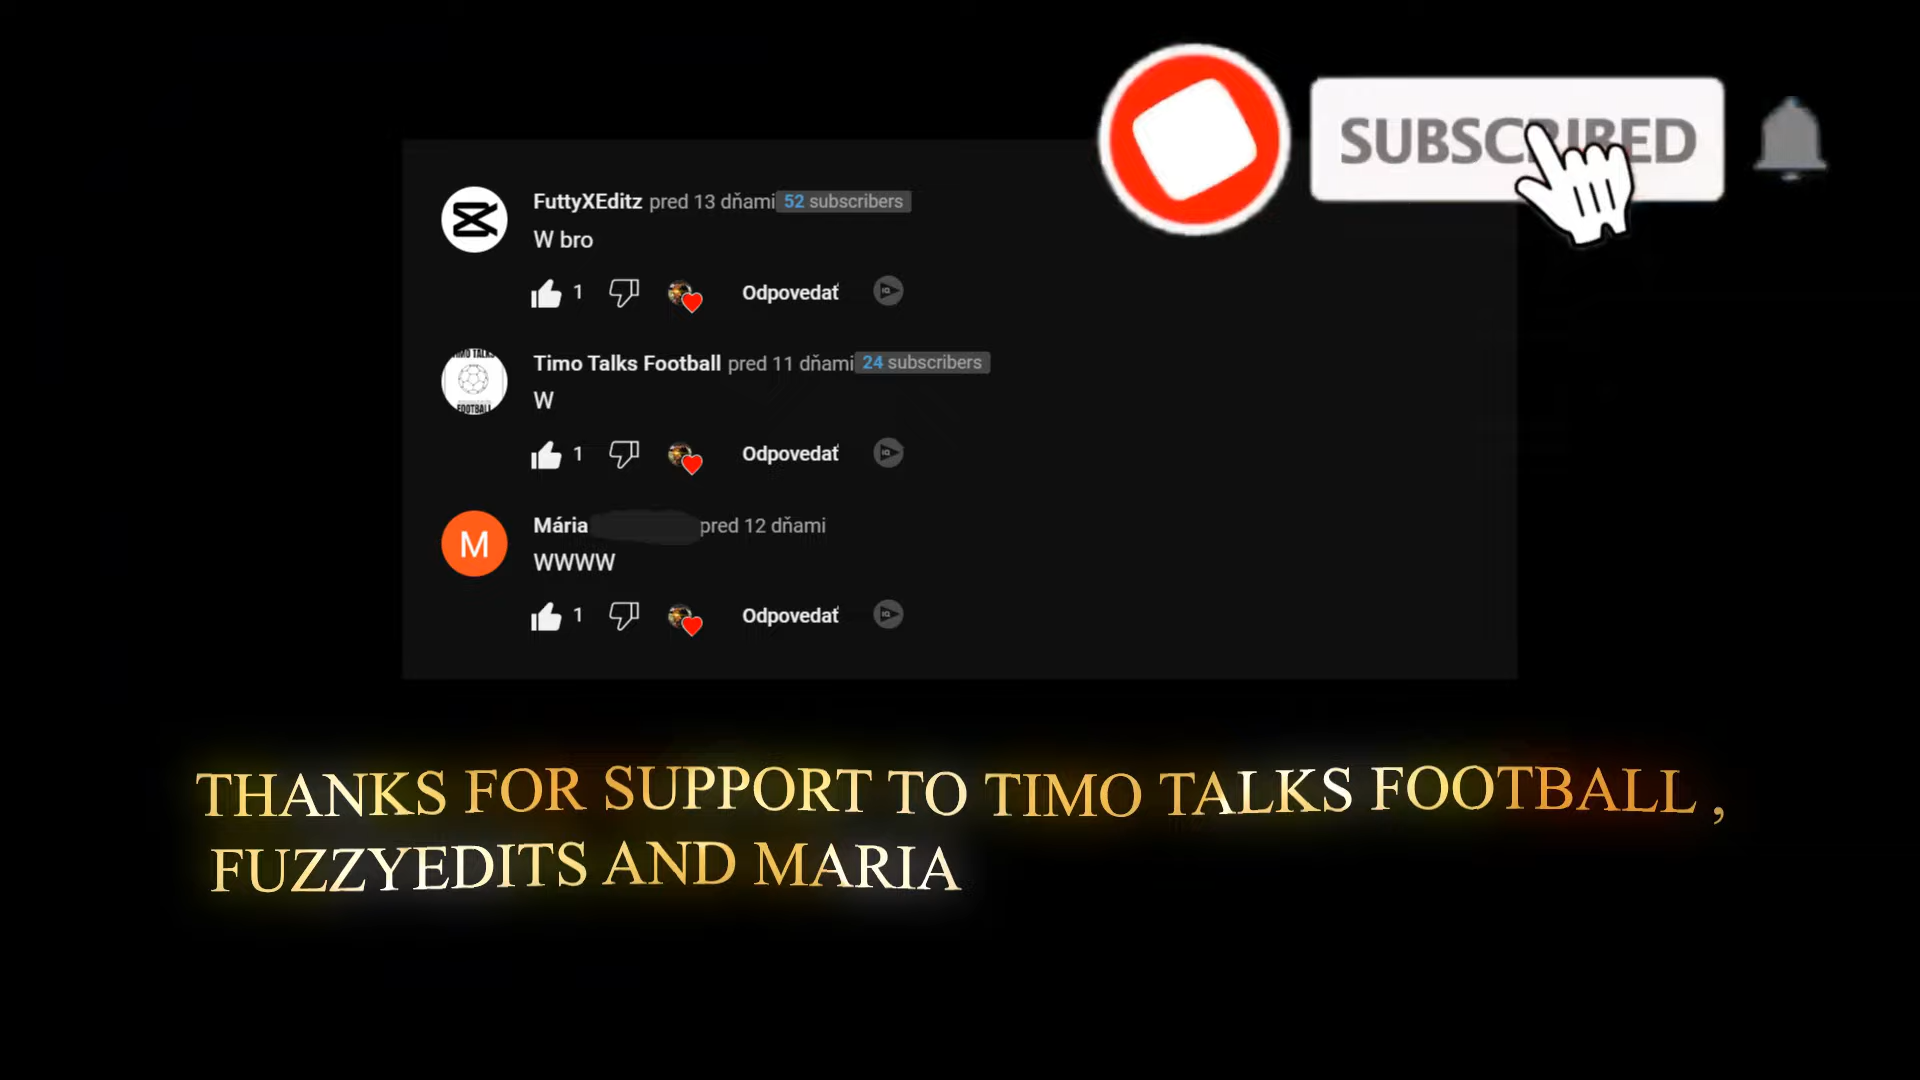 SUBSCRIBED
FuttyXEditz pred 13 dňami 52 subscribers
W bro
1 Odpovedať
Timo Talks Football pred 11 dňami 24 subscribers
W
1 Odpovedať
M Mária pred 12 dňami
WWWW
1 Odpovedať
THANKS FOR SUPPORT TO TIMO TALKS FOOTBALL ,
FUZZYEDITS AND MARIA